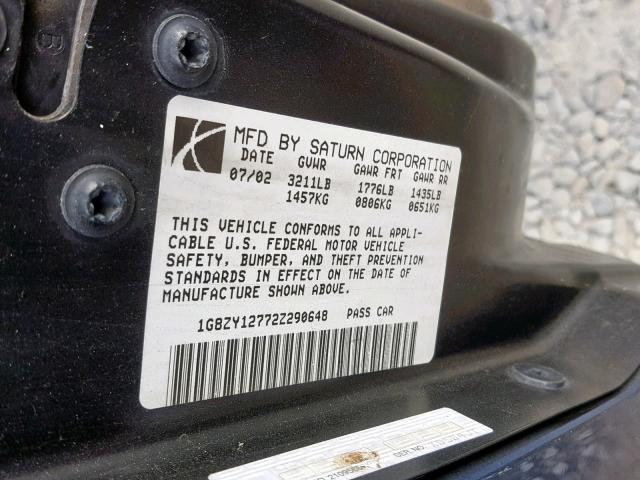 MFD BY SATURN CORPORATION
DATE GVWR GAWR FRT GAWR RR
07/02 3211LB 1776LB 1435LB
1457KG 0806KG 0651KG
THIS VEHICLE CONFORMS TO ALL APPLI-
CABLE U.S. FEDERAL MOTOR VEHICLE
SAFETY, BUMPER, AND THEFT PREVENTION
STANDARDS IN EFFECT ON THE DATE OF
MANUFACTURE SHOWN ABOVE.
1G8ZY12772Z290648 PASS CAR
SER. NO.